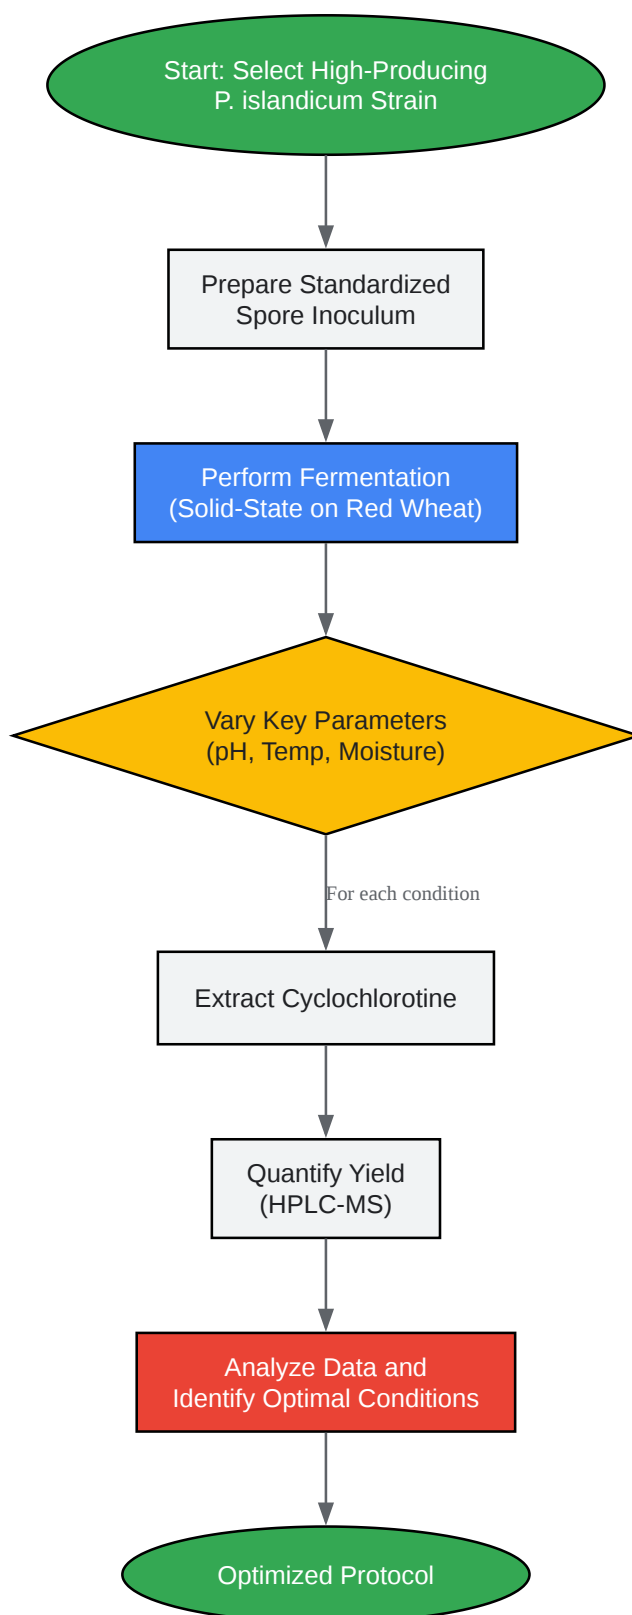 Start: Select High-Producing
P. islandicum Strain
Prepare Standardized
Spore Inoculum
Perform Fermentation
(Solid-State on Red Wheat)
Vary Key Parameters
(pH, Temp, Moisture)
For each condition
Extract Cyclochlorotine
Quantify Yield
(HPLC-MS)
Analyze Data and
Identify Optimal Conditions
Optimized Protocol